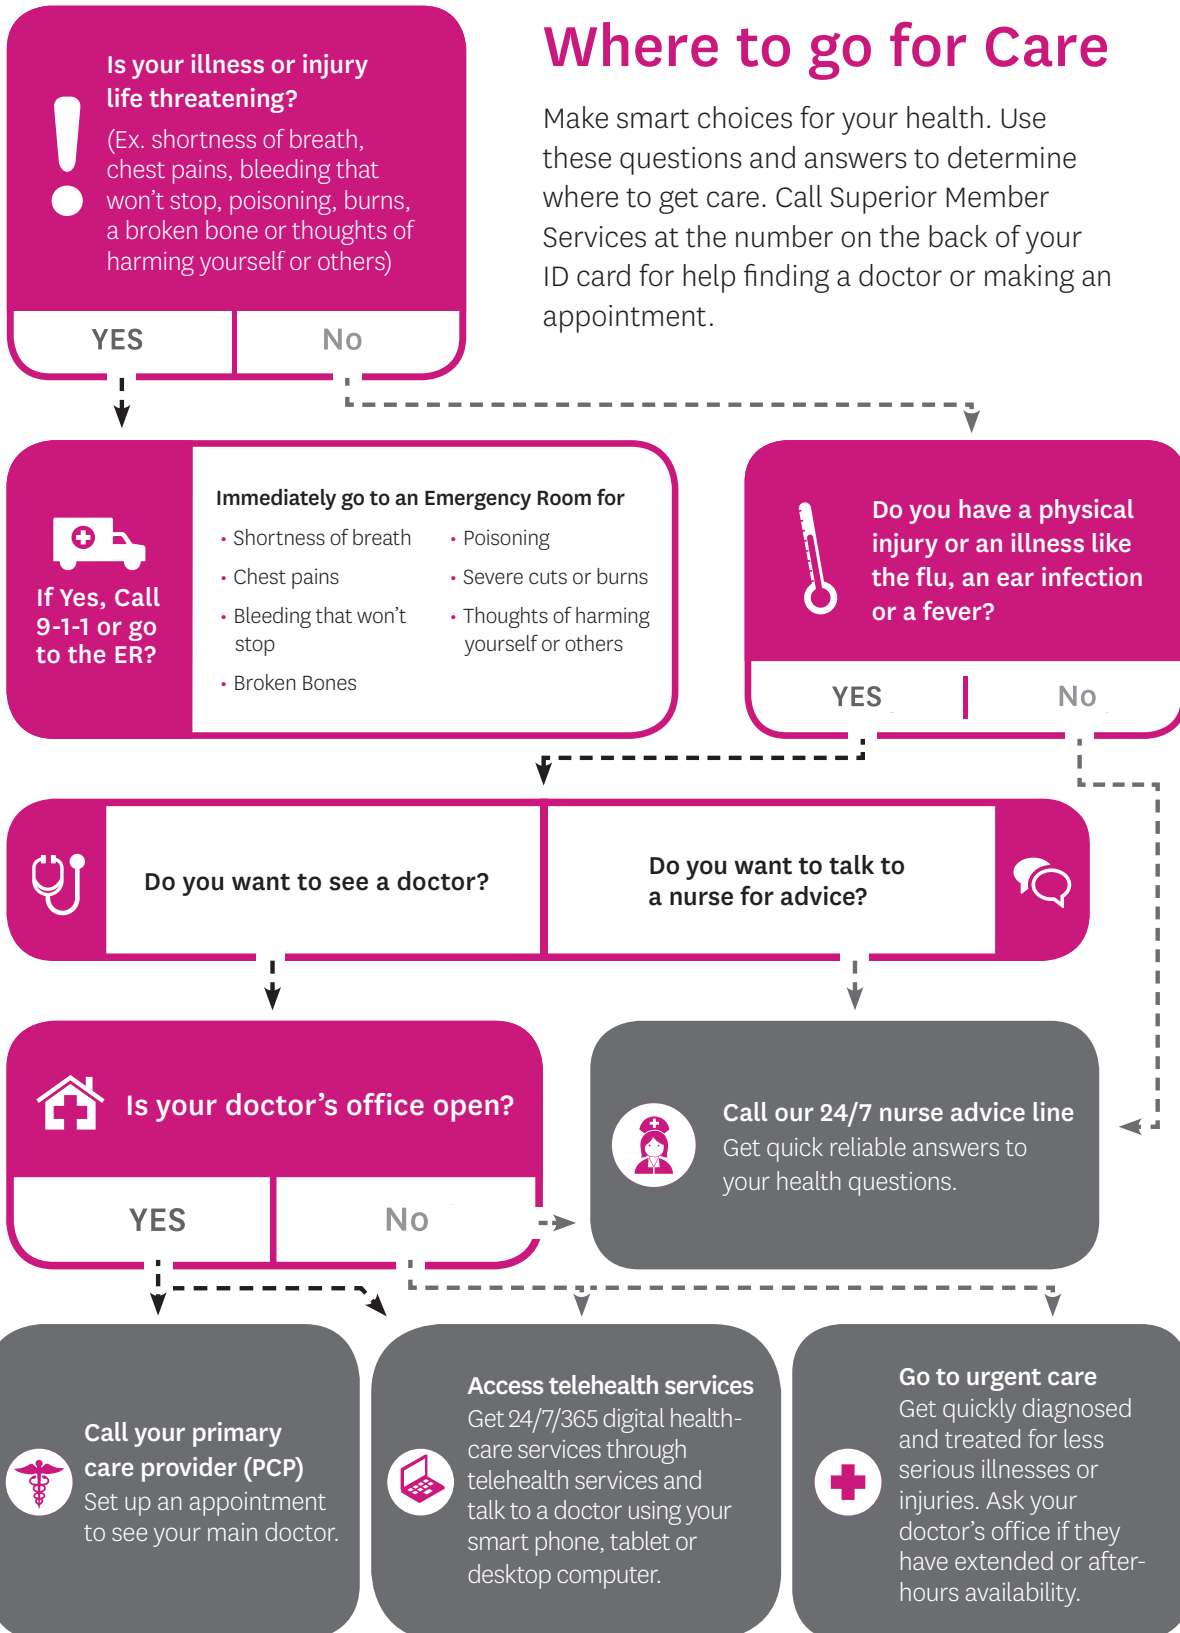 Where to go for Care
Make smart choices for your health. Use
these questions and answers to determine
where to get care. Call Superior Member
Services at the number on the back of your
ID card for help finding a doctor or making an
appointment.
Is your illness or injury
life threatening?
(Ex. shortness of breath,
chest pains, bleeding that
won't stop, poisoning, burns,
a broken bone or thoughts of
harming yourself or others)
YES
No
If Yes, Call
9-1-1 or go
to the ER?
Immediately go to an Emergency Room for
• Shortness of breath
• Chest pains
• Bleeding that won't
stop
• Broken Bones
• Poisoning
• Severe cuts or burns
• Thoughts of harming
yourself or others
Do you have a physical
injury or an illness like
the flu, an ear infection
or a fever?
YES
No
Do you want to see a doctor?
Do you want to talk to
a nurse for advice?
Is your doctor's office open?
YES
No
Call our 24/7 nurse advice line
Get quick reliable answers to
your health questions.
Call your primary
care provider (PCP)
Set up an appointment
to see your main doctor.
Access telehealth services
Get 24/7/365 digital health-
care services through
telehealth services and
talk to a doctor using your
smart phone, tablet or
desktop computer.
Go to urgent care
Get quickly diagnosed
and treated for less
serious illnesses or
injuries. Ask your
doctor's office if they
have extended or after-
hours availability.